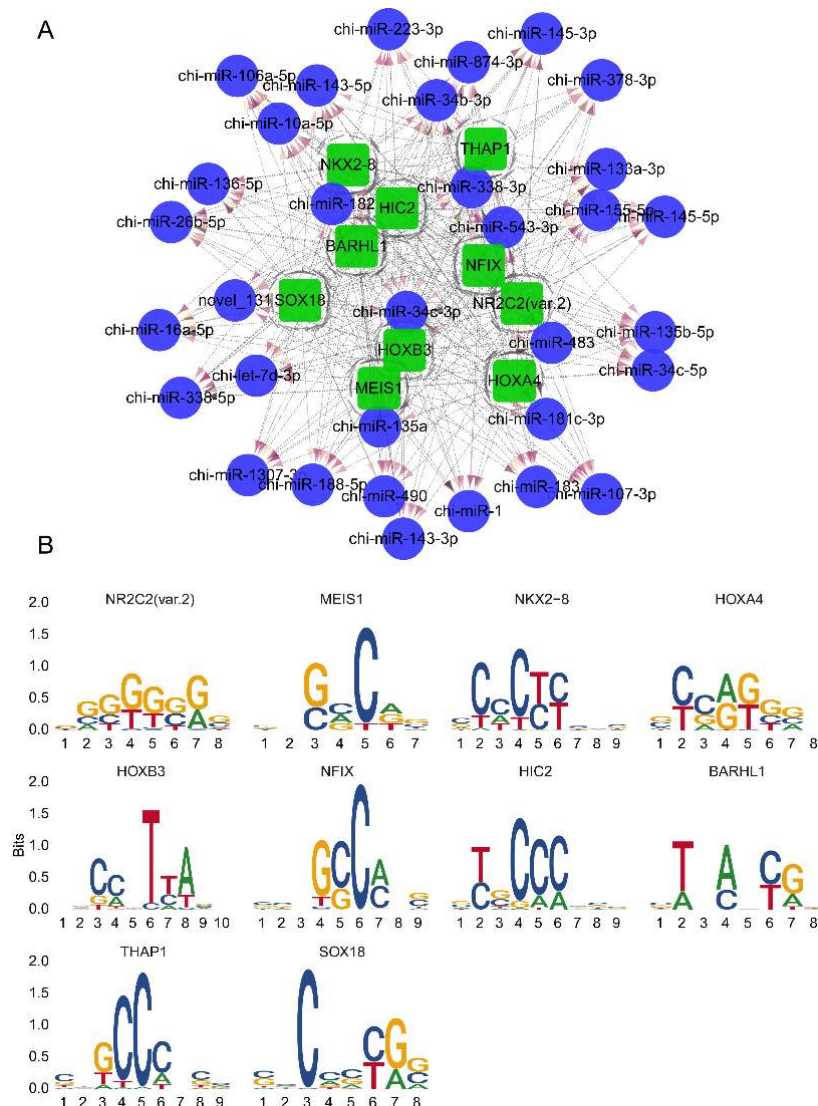 A
chi-miR-223-3p
chi-miR-145-3p
chi-miR-874-3p
chi-miR-106a-5p
chi-miR-143-5p
chi-miR-378-3p
chi-miR-34b-3p
chi-miR-10a-5p
THAP1
NKX2-8
chi-miR-133a-3p
chi-miR-136-5p
chi-miR-338-3p
chi-miR-182
HIC2
chi-miR-155-5p
chi-miR-145-5p
chi-miR-26b-5p
chi-miR-543-3p
BARHL1
NFIX
novel_131
SOX18
NR2C2(var.2)
chi-miR-34c-3p
chi-miR-16a-5p
chi-miR-135b-5p
chi-miR-483
HOXB3
chi-let-7d-3p
chi-miR-34c-5p
MEIS1
HOXA4
chi-miR-338-5p
chi-miR-135a
chi-miR-181c-3p
chi-miR-1307-3p
chi-miR-188-5p
chi-miR-183
chi-miR-490
chi-miR-107-3p
chi-miR-1
chi-miR-143-3p
B
NR2C2(var.2) MEIS1 NKX2-8 HOXA4
2.0
1.5
1.0
0.5
0.0
1 2 3 4 5 6 7 8 1 2 3 4 5 6 7 1 2 3 4 5 6 7 8 9 1 2 3 4 5 6 7 8
HOXB3 NFIX HIC2 BARHL1
Bits
2.0
1.5
1.0
0.5
0.0
1 2 3 4 5 6 7 8 9 10 1 2 3 4 5 6 7 8 9 1 2 3 4 5 6 7 8 9 1 2 3 4 5 6 7 8
THAP1 SOX18
2.0
1.5
1.0
0.5
0.0
1 2 3 4 5 6 7 8 9 1 2 3 4 5 6 7 8